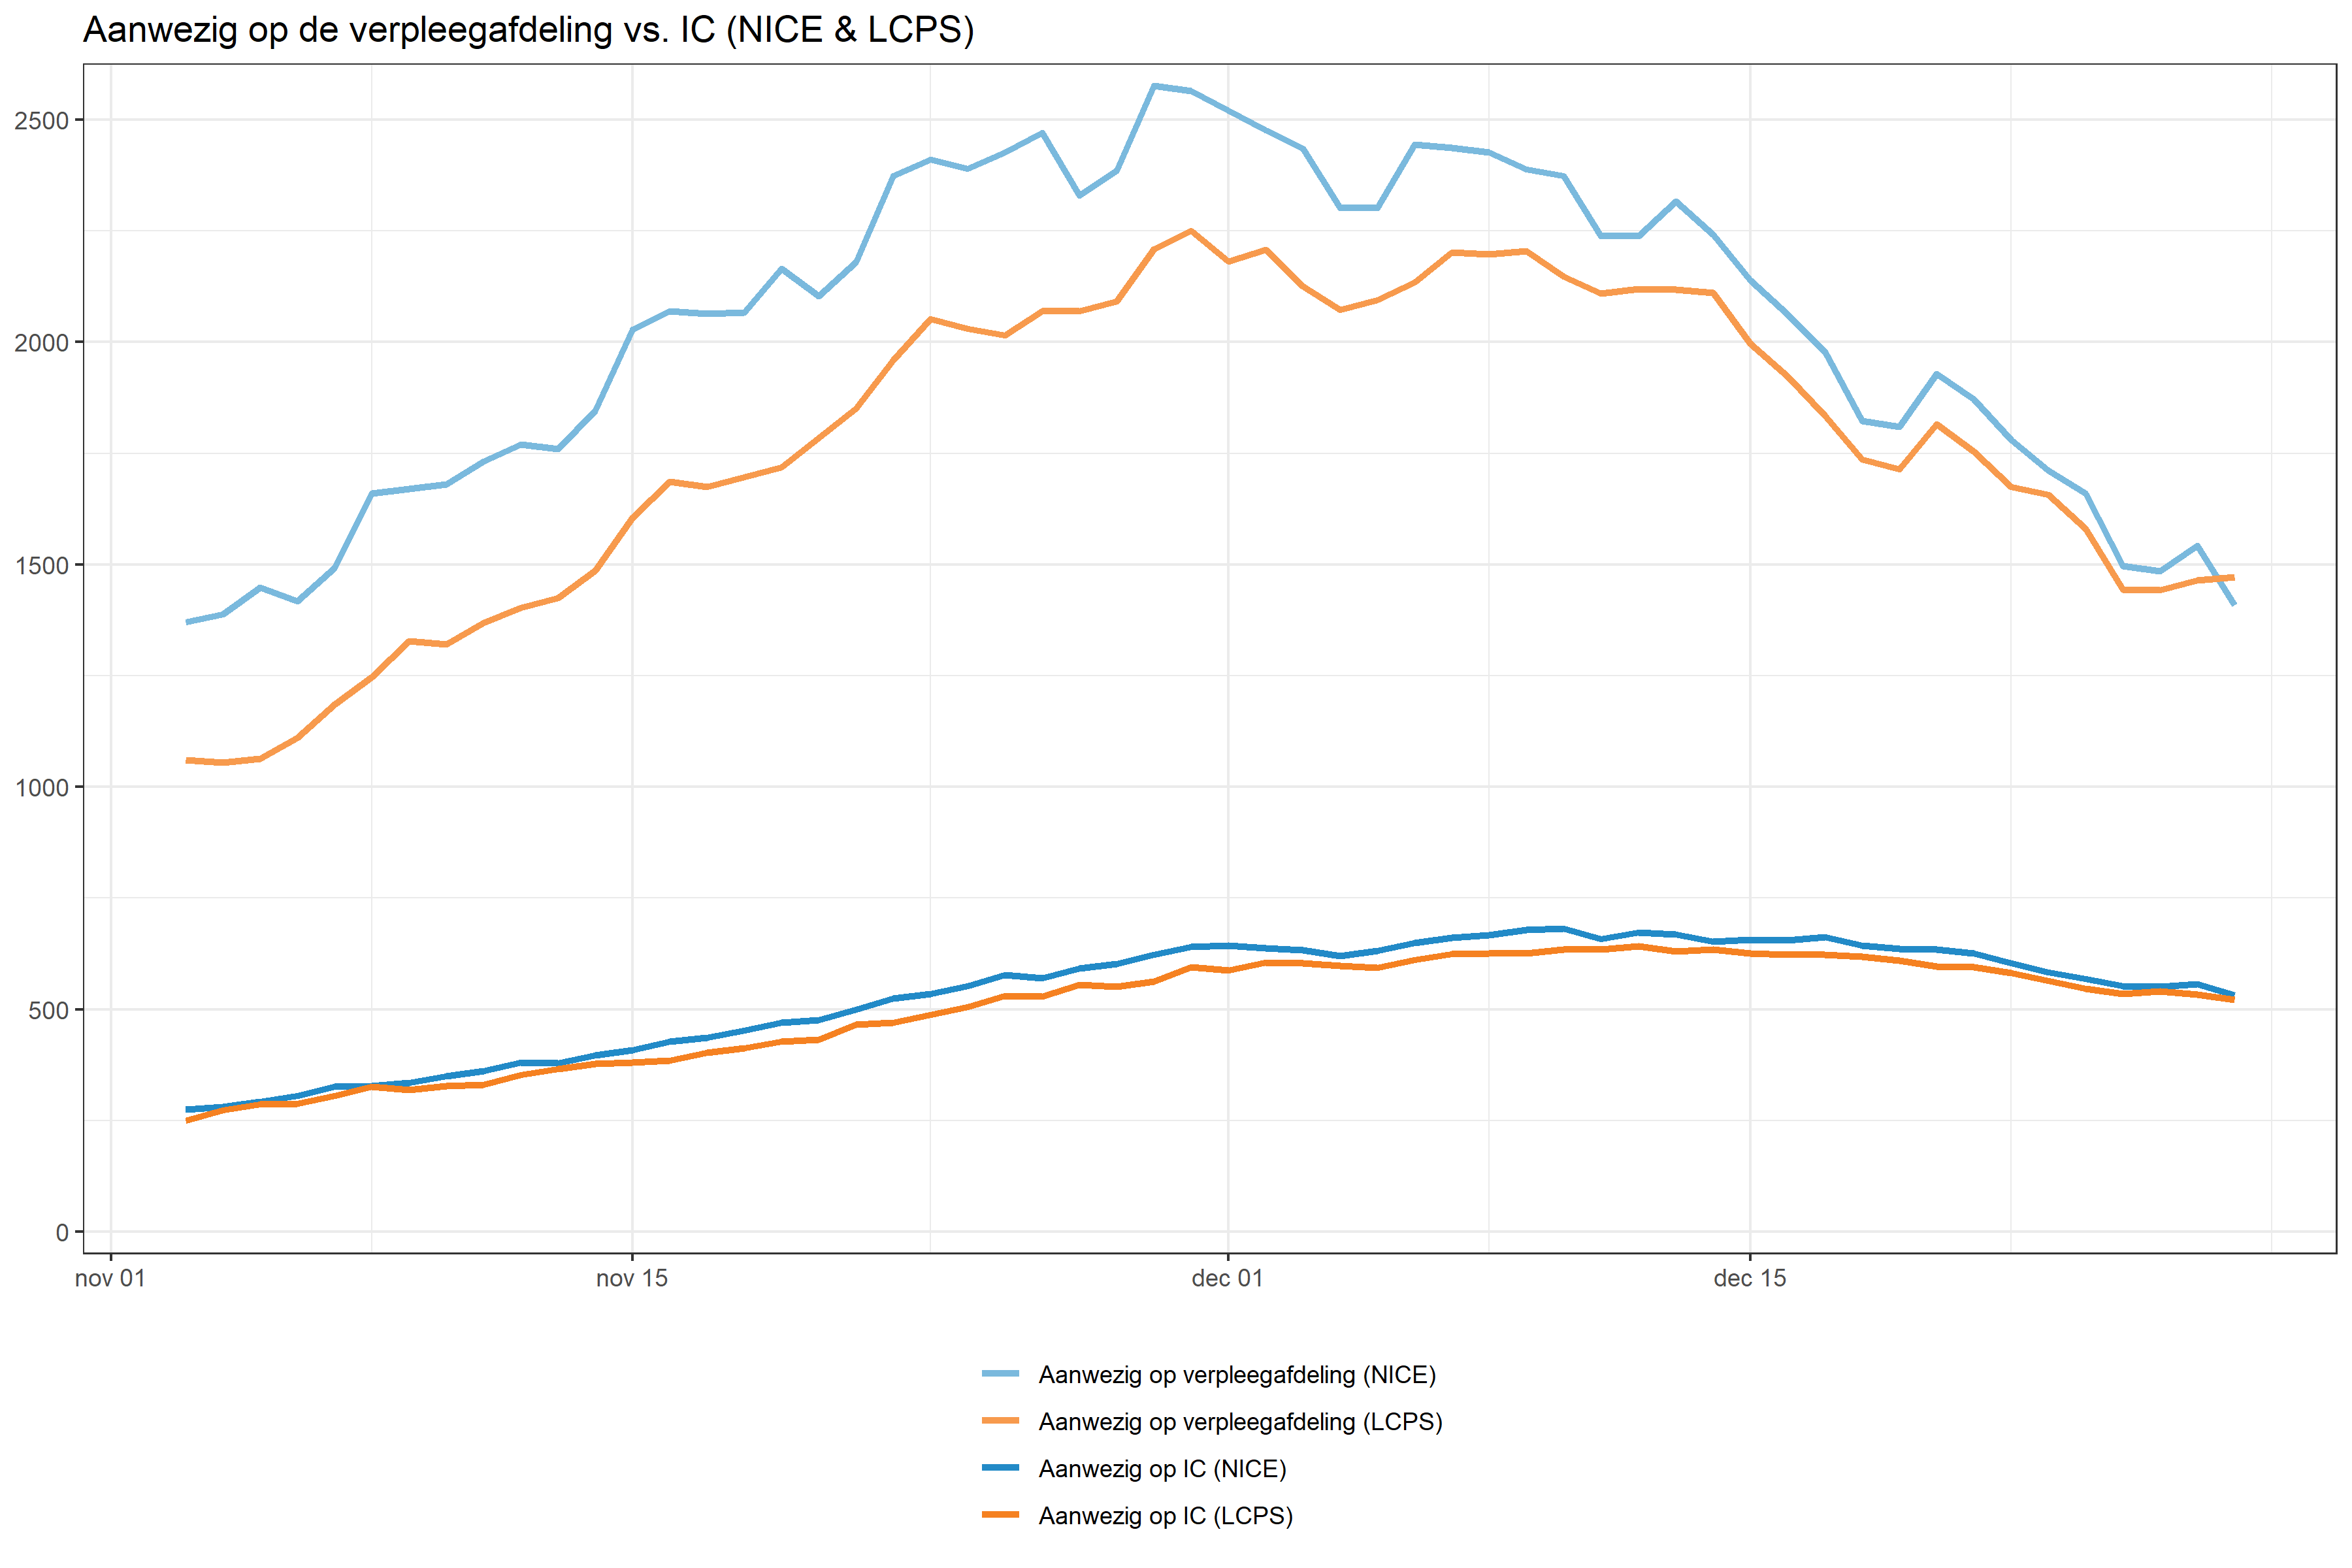 Aanwezig op de verpleegafdeling vs. IC (NICE & LCPS)
2500
2000
1500
1000
500
0
nov 01
nov 15
dec 01
dec 15
Aanwezig op verpleegafdeling (NICE)
Aanwezig op verpleegafdeling (LCPS)
Aanwezig op IC (NICE)
Aanwezig op IC (LCPS)